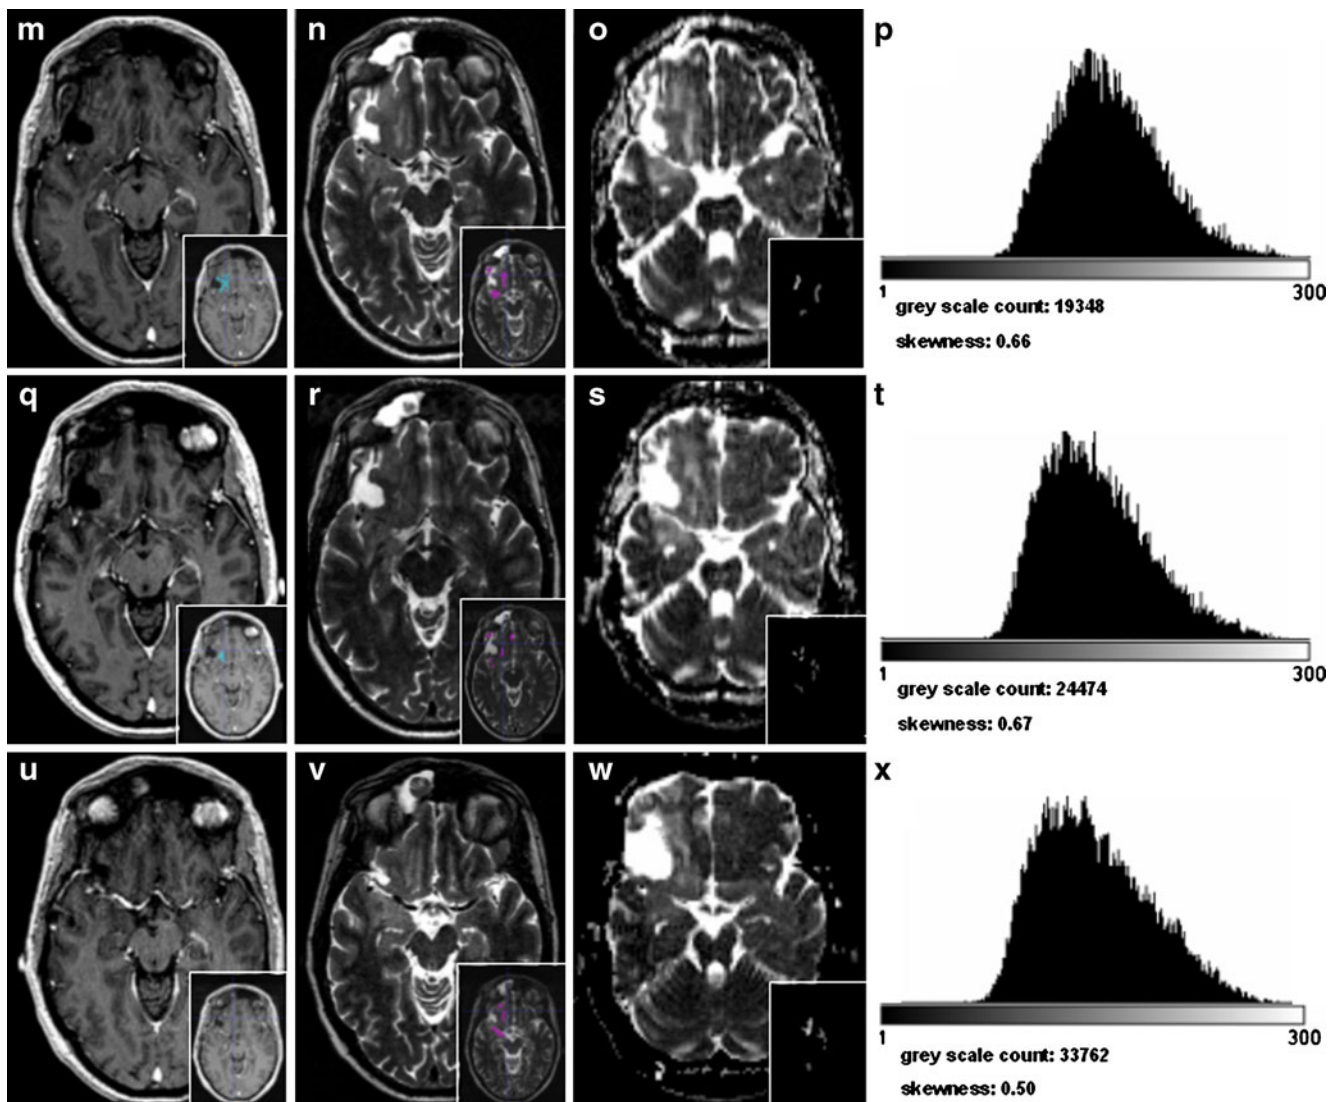 m n o p
1 300
grey scale count: 19348
skewness: 0.66
q r s t
1 300
grey scale count: 24474
skewness: 0.67
u v w x
1 300
grey scale count: 33762
skewness: 0.50